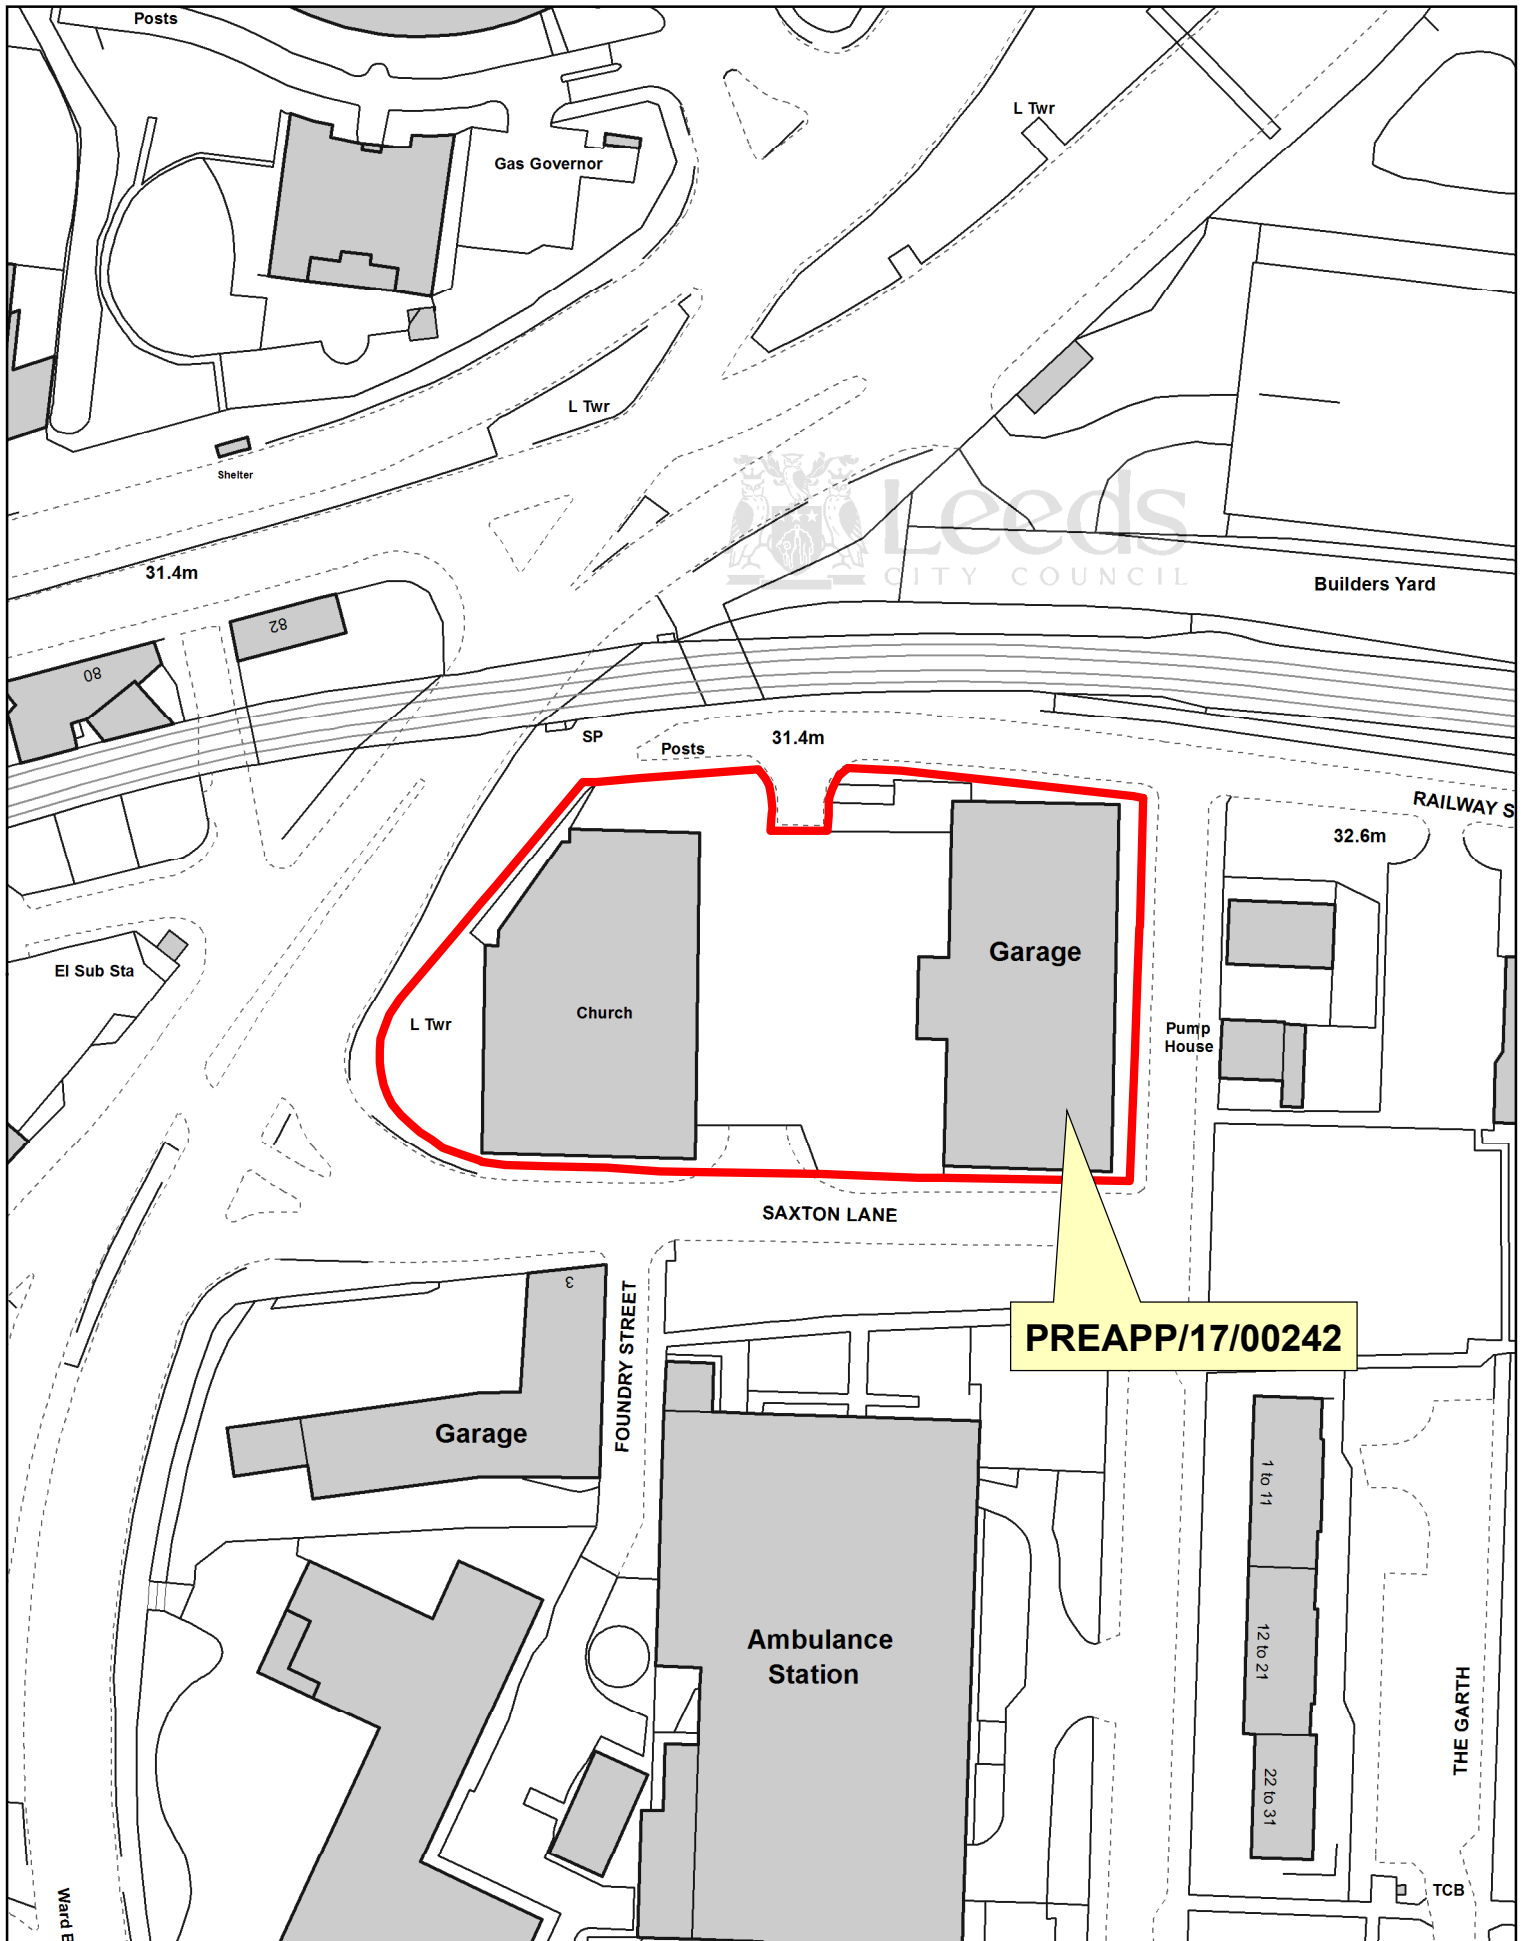 Posts
L Twr
Gas Governor
L Twr
Shelter
Leeds
CITY COUNCIL
31.4m
Builders Yard
82
80
SP
Posts
31.4m
RAILWAY S
32.6m
Garage
El Sub Sta
Church
L Twr
Pump
House
SAXTON LANE
3
FOUNDRY STREET
PREAPP/17/00242
Garage
1 to 11
Ambulance
Station
12 to 21
THE GARTH
22 to 31
TCB
Ward B